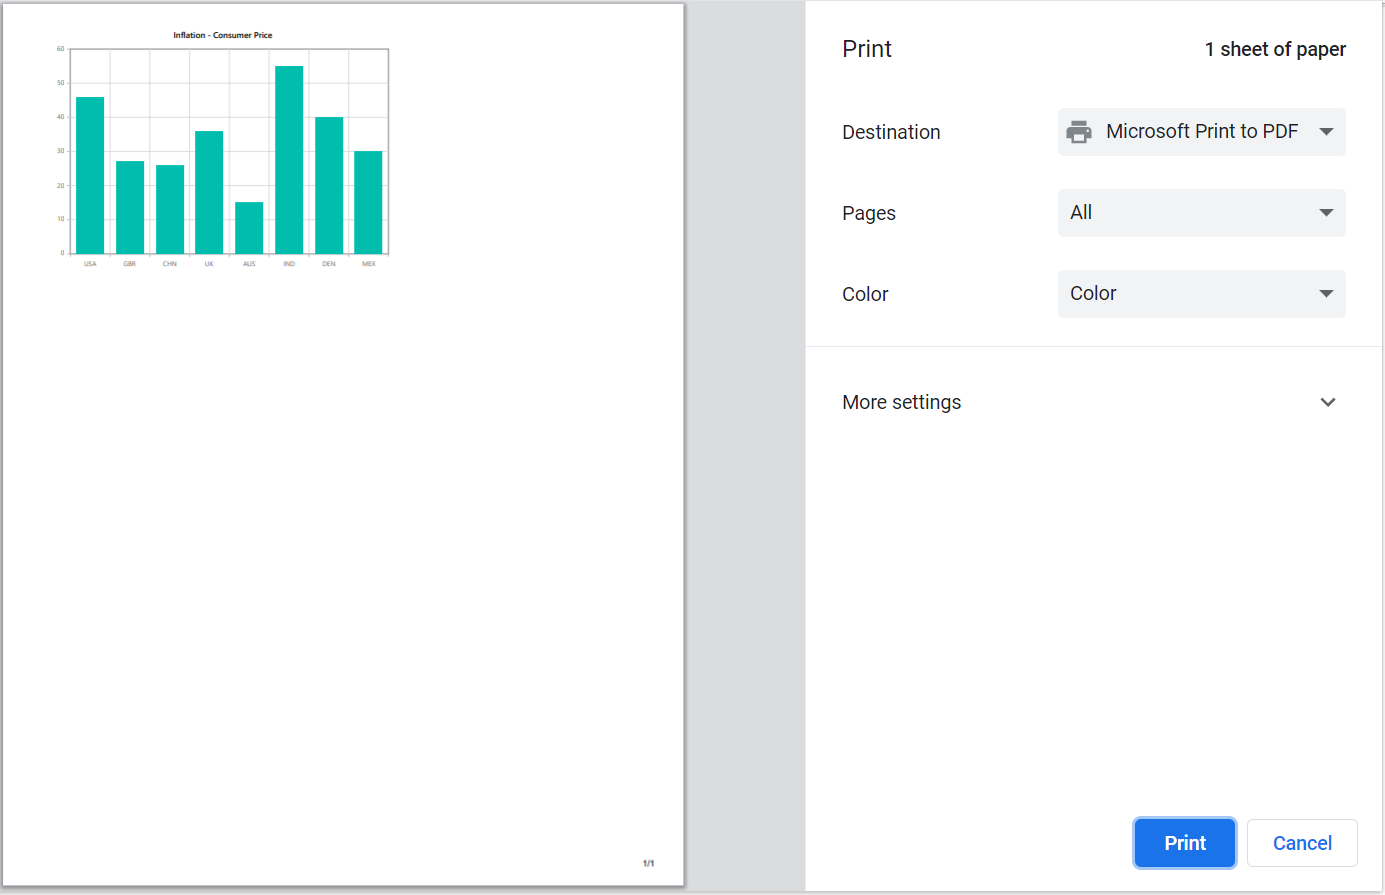 Inflation - Consumer Price
60
50
40
30
20
10
0
USA GBR CHN UK AUS IND DEN MEX
1/1
Print 1 sheet of paper
Destination Microsoft Print to PDF
Pages All
Color Color
More settings
Print Cancel